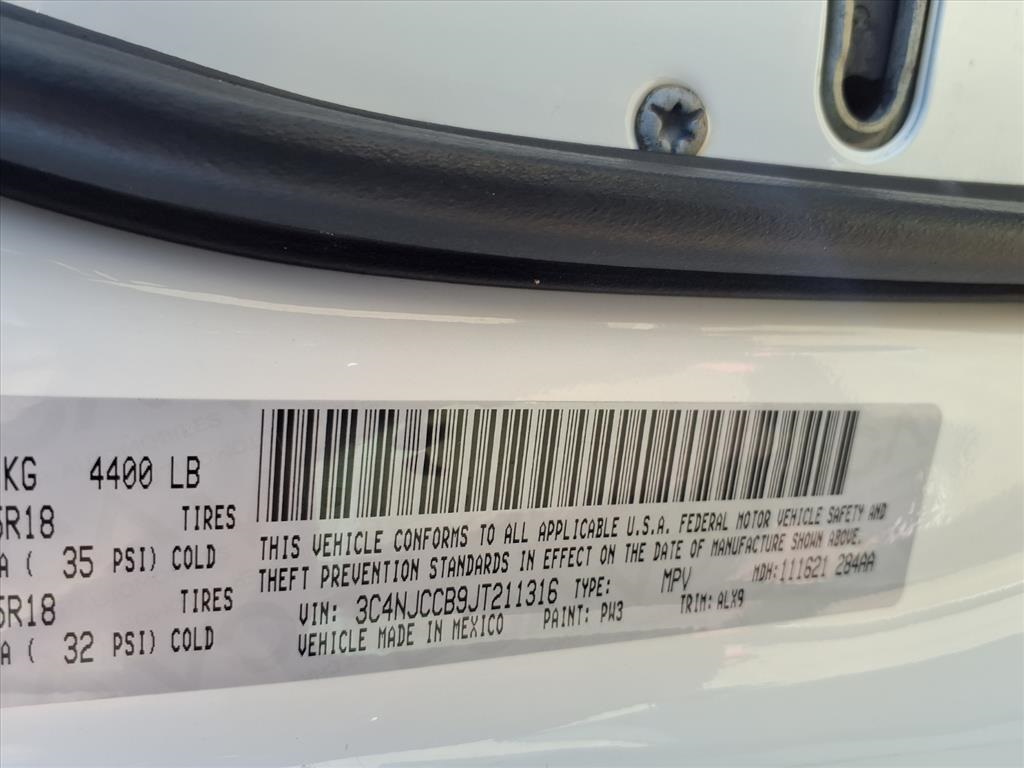 KG 4400 LB
5R18 TIRES
A ( 35 PSI) COLD
5R18 TIRES
A ( 32 PSI) COLD
THIS VEHICLE CONFORMS TO ALL APPLICABLE U.S.A. FEDERAL MOTOR VEHICLE SAFETY AND
THEFT PREVENTION STANDARDS IN EFFECT ON THE DATE OF MANUFACTURE SHOWN ABOVE.
VIN: 3C4NJCCB9JT211316 TYPE: MPV MDH:111621 284AA
VEHICLE MADE IN MEXICO PAINT: PW3 TRIM:ALX9